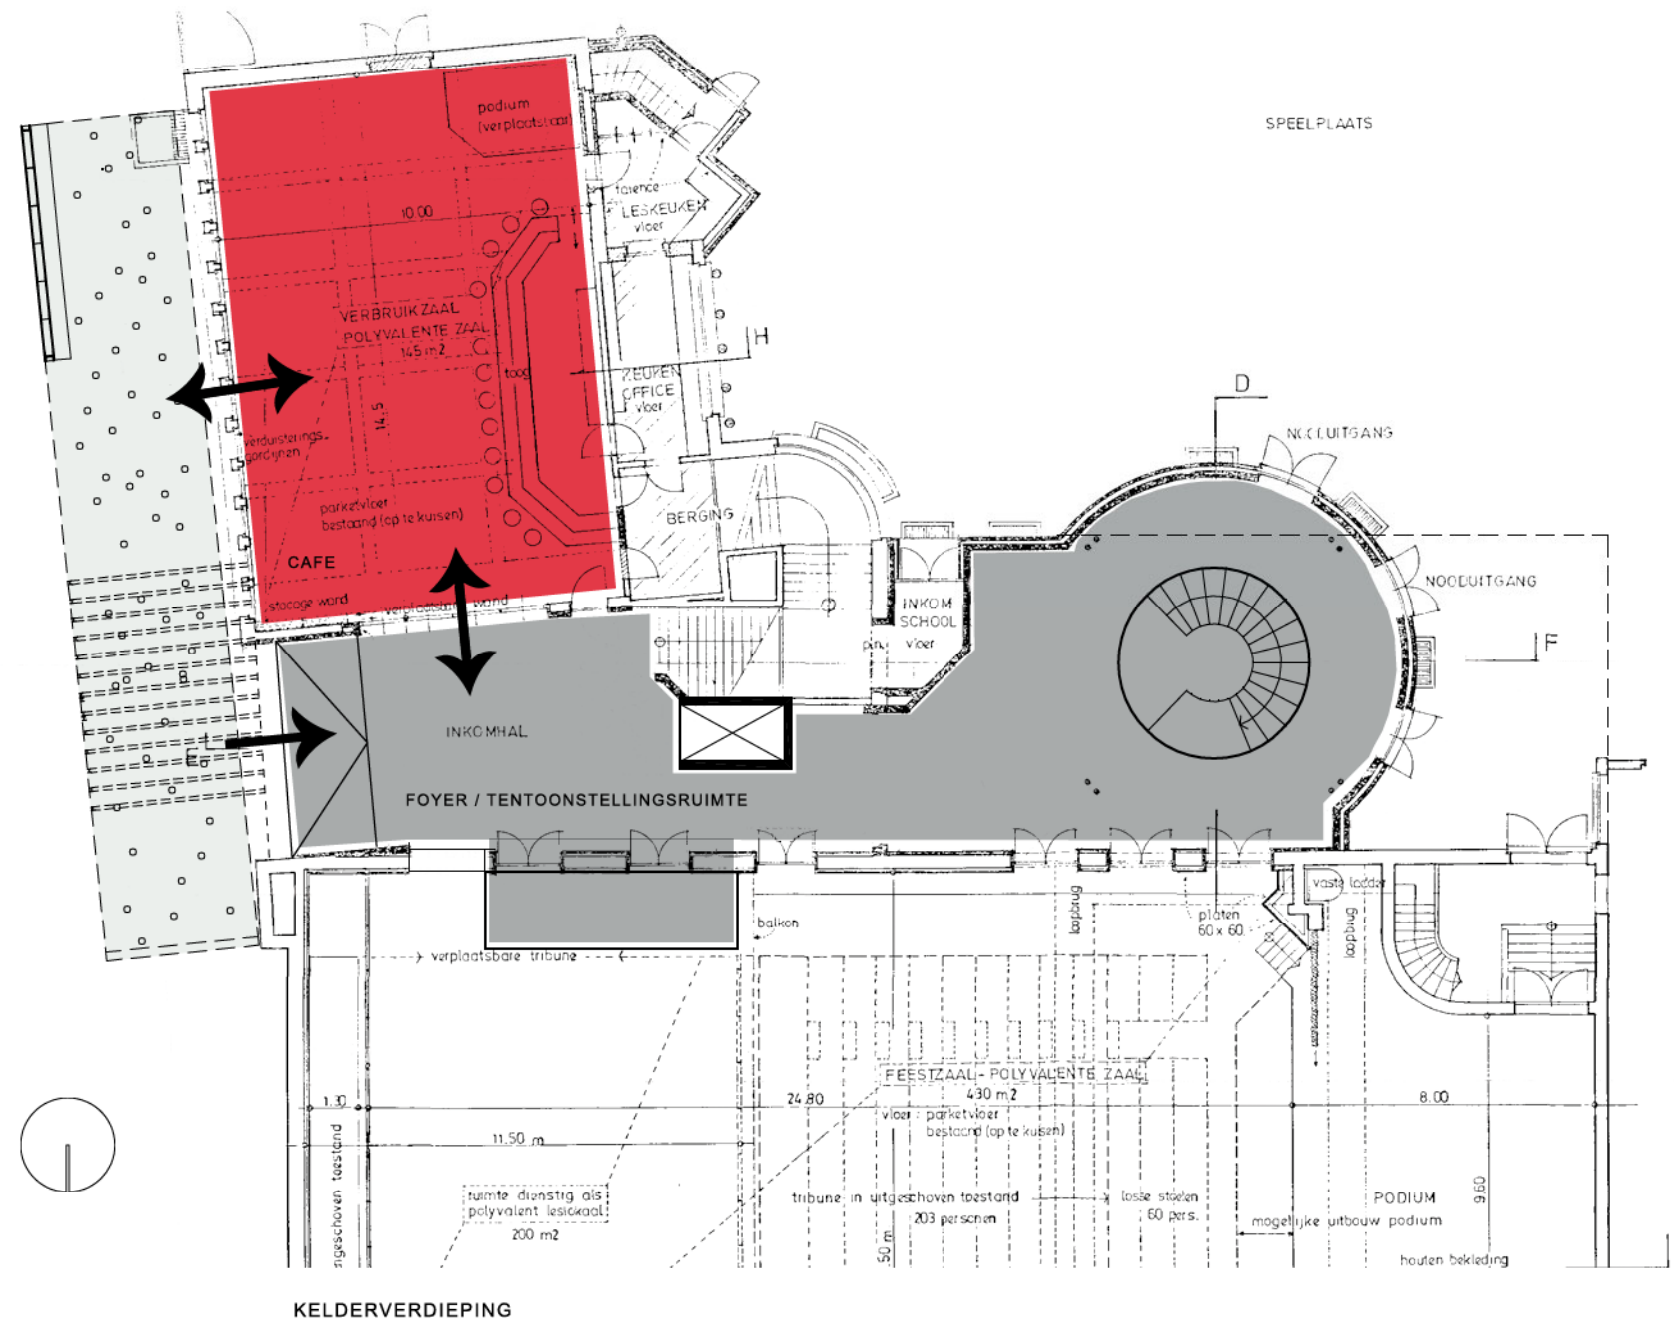 SPEELPLAATS
podium
(verplaatsbaar)
faience
LESKEUKEN
vloer
10.00
VERBRUIKZAAL
POLYVALENTE ZAAL
145 m2
toog
14.5
H
KEUKEN
OFFICE
vloer
D
NOODUITGANG
verduisterings-
gordijnen
parketvloer
bestaand (op te kuisen)
BERGING
CAFE
stocage wand
verplaatsbare wand
INKOM
SCHOOL
vloer
NOODUITGANG
F
INKOMHAL
E
FOYER / TENTOONSTELLINGSRUIMTE
vaste ladder
loopbrug
loopbrug
platen
60 x 60
balkon
verplaatsbare tribune
FEESTZAAL - POLYVALENTE ZAAL
430 m2
vloer : parketvloer
bestaand (op te kuisen)
1.30
24.80
8.00
11.50 m
ruimte dienstig als
polyvalent leslokaal
200 m2
tribune in uitgeschoven toestand
203 personen
losse stoelen
60 pers.
PODIUM
mogelijke uitbouw podium
9.60
houten bekleding
50 m
ngeschoven toestand
KELDERVERDIEPING